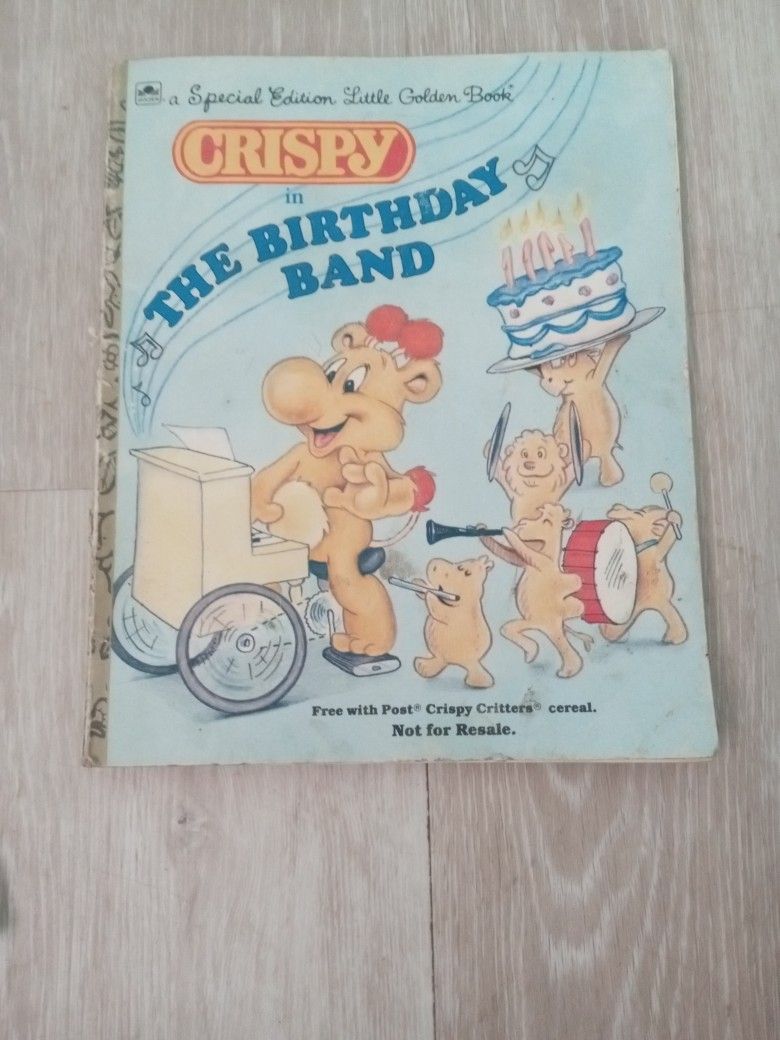 a Special Edition Little Golden Book®
CRISPY
in
THE BIRTHDAY
BAND
Free with Post® Crispy Critters® cereal.
Not for Resale.